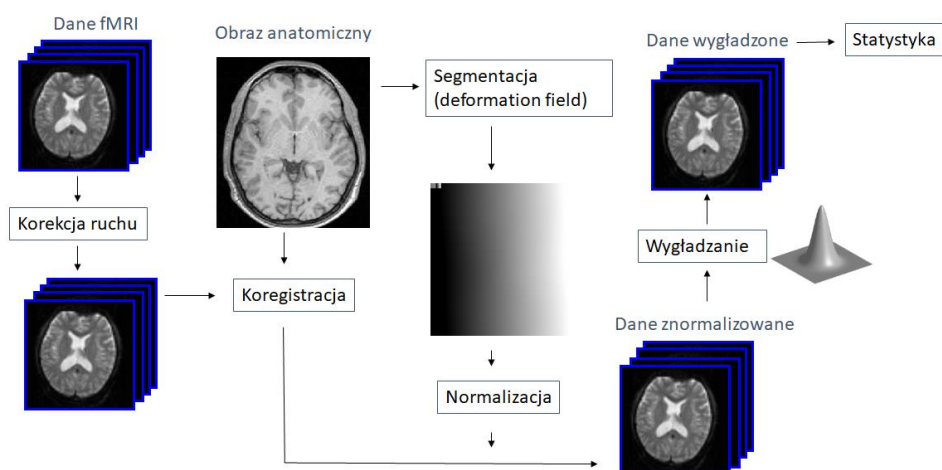 Dane fMRI
Korekcja ruchu
Obraz anatomiczny
Koregistracja
Segmentacja
(deformation field)
Normalizacja
Dane znormalizowane
Wygładzanie
Dane wygładzone
Statystyka